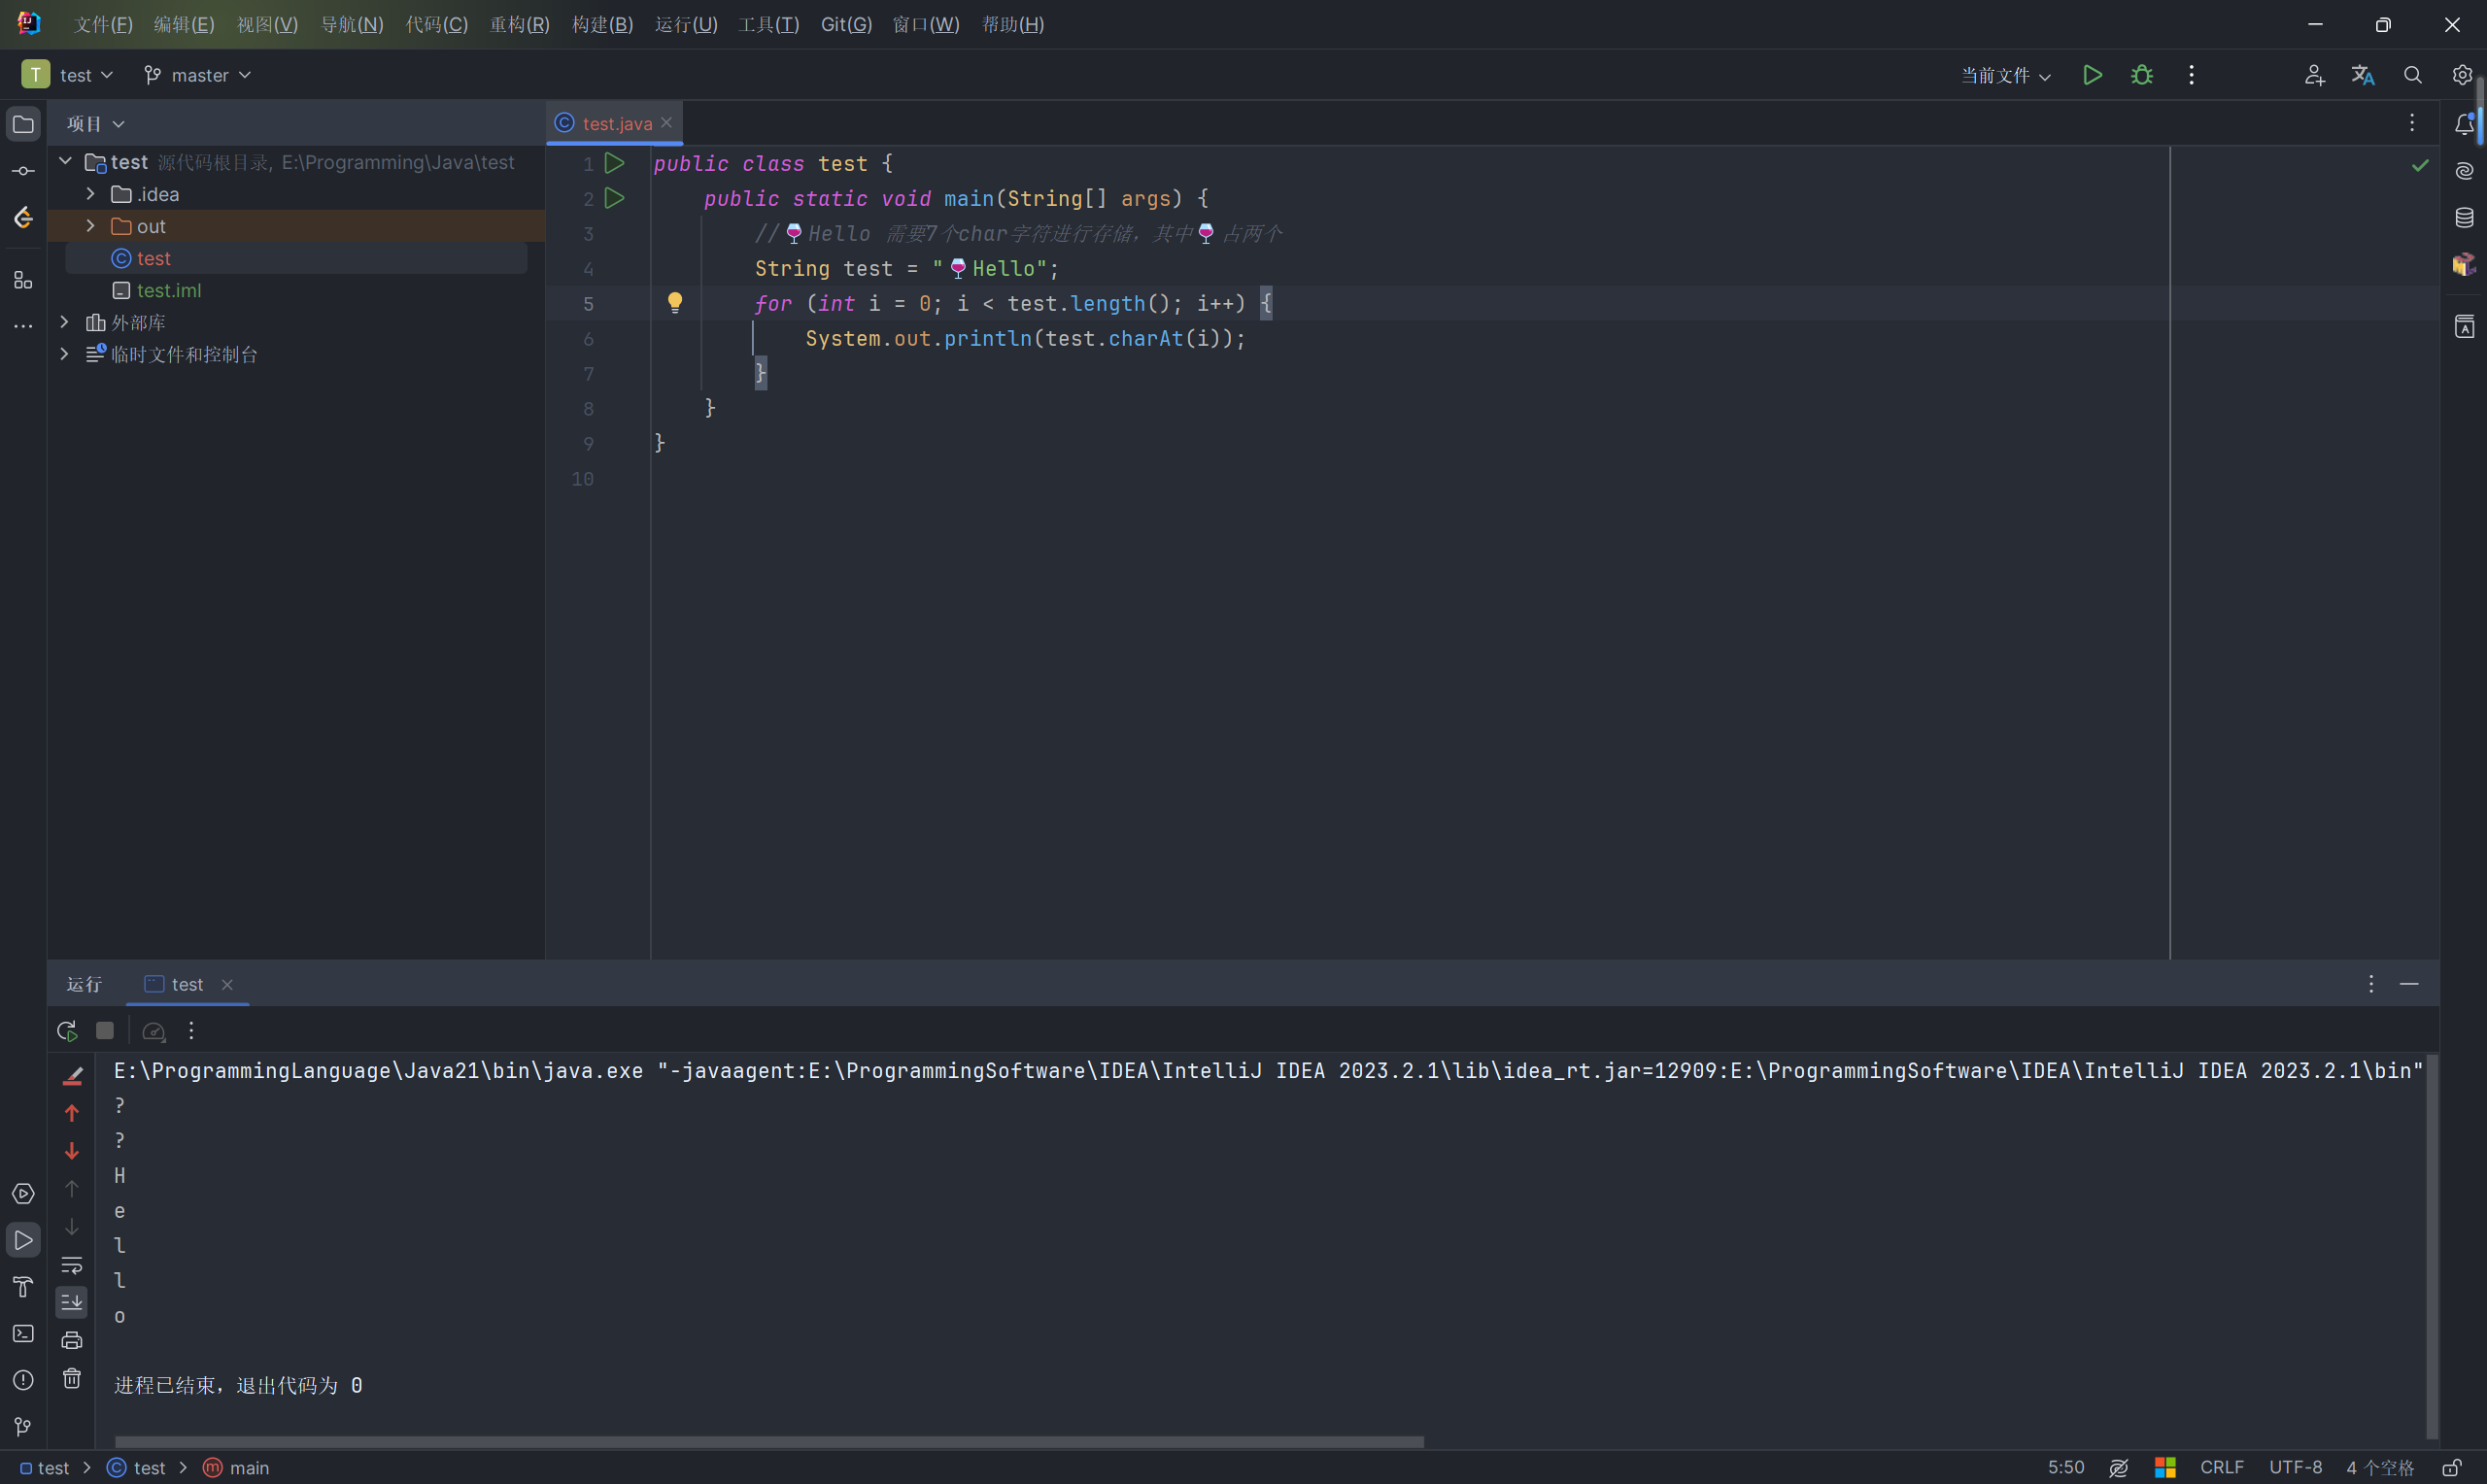 文件(F) 编辑(E) 视图(V) 导航(N) 代码(C) 重构(R) 构建(B) 运行(U) 工具(T) Git(G) 窗口(W) 帮助(H)
T test master 当前文件
项目
test 源代码根目录, E:\Programming\Java\test
.idea
out
test
test.iml
外部库
临时文件和控制台
test.java
1 public class test {
2 public static void main(String[] args) {
3 //🍷Hello 需要7个char字符进行存储，其中🍷占两个
4 String test = "🍷Hello";
5 for (int i = 0; i < test.length(); i++) {
6 System.out.println(test.charAt(i));
7 }
8 }
9 }
10
运行 test
E:\ProgrammingLanguage\Java21\bin\java.exe "-javaagent:E:\ProgrammingSoftware\IDEA\IntelliJ IDEA 2023.2.1\lib\idea_rt.jar=12909:E:\ProgrammingSoftware\IDEA\IntelliJ IDEA 2023.2.1\bin"
?
?
H
e
l
l
o
进程已结束，退出代码为 0
test > test > main 5:50 CRLF UTF-8 4 个空格